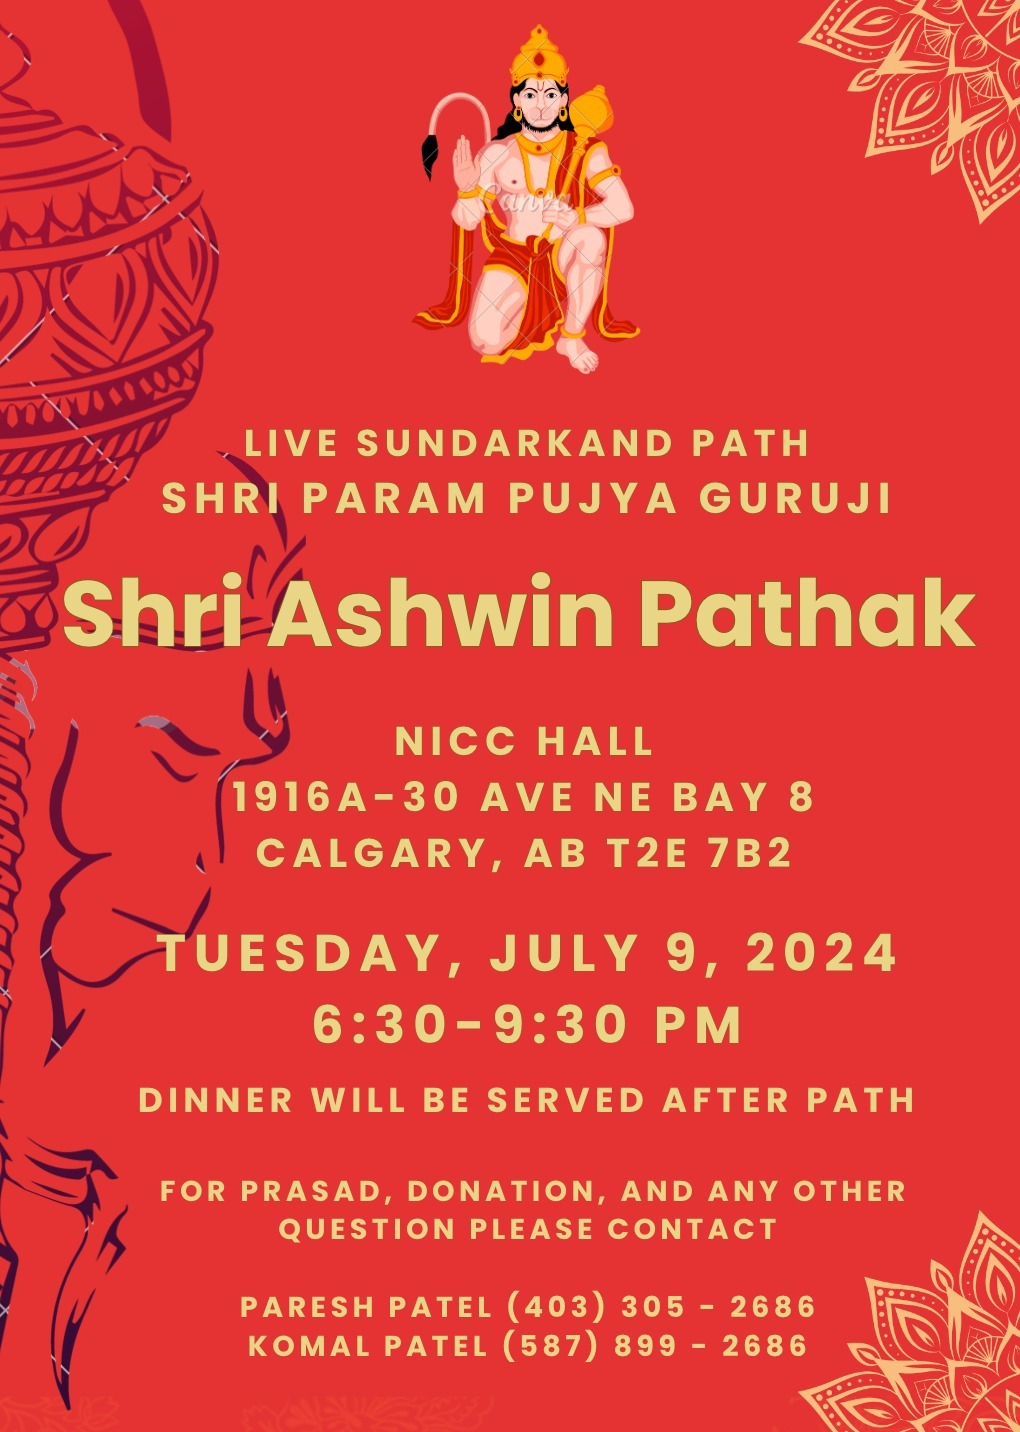 Canva
LIVE SUNDARKAND PATH
SHRI PARAM PUJYA GURUJI
Shri Ashwin Pathak
NICC HALL
1916A-30 AVE NE BAY 8
CALGARY, AB T2E 7B2
TUESDAY, JULY 9, 2024
6:30-9:30 PM
DINNER WILL BE SERVED AFTER PATH
FOR PRASAD, DONATION, AND ANY OTHER
QUESTION PLEASE CONTACT
PARESH PATEL (403) 305 - 2686
KOMAL PATEL (587) 899 - 2686